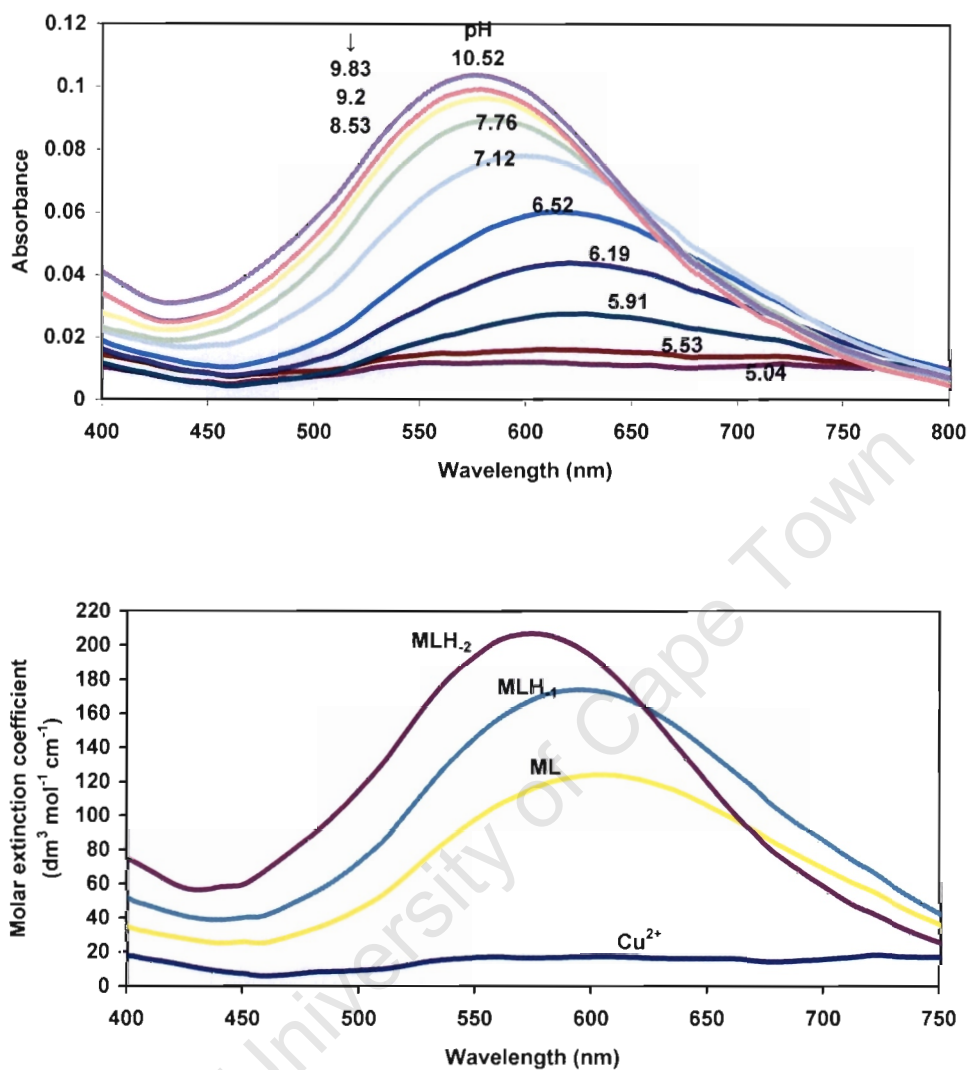 0.12
0.1
0.08
0.06
0.04
0.02
0
Absorbance
pH
↓
10.52
9.83
9.2
8.53
7.76
7.12
6.52
6.19
5.91
5.53
5.04
400 450 500 550 600 650 700 750 800
Wavelength (nm)
220
200
180
160
140
120
100
80
60
40
20
0
Molar extinction coefficient
(dm³ mol⁻¹ cm⁻¹)
MLH₋₂
MLH₋₁
ML
Cu²⁺
400 450 500 550 600 650 700 750
Wavelength (nm)
University of Cape Town